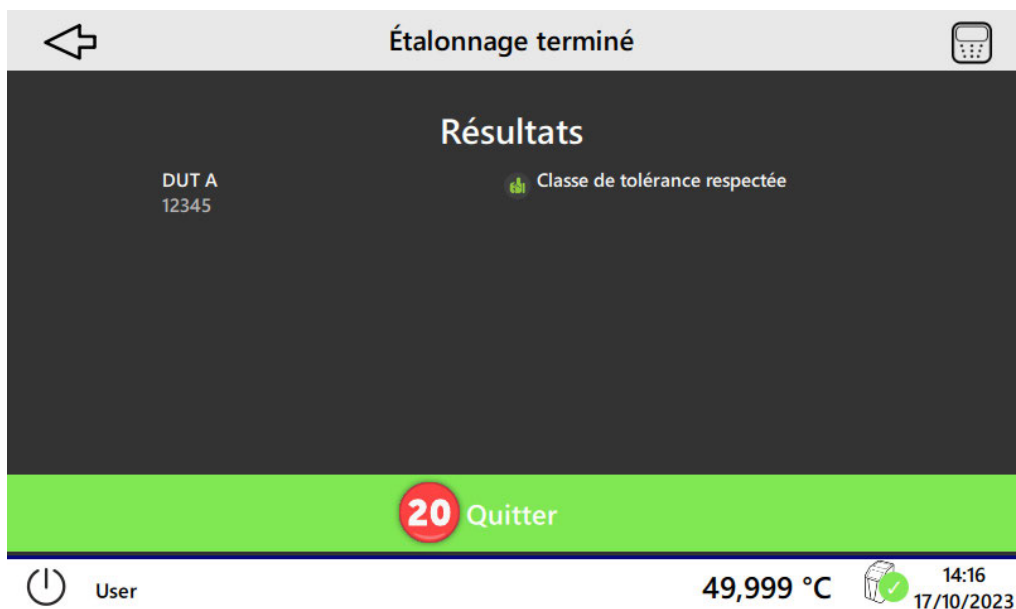 Étalonnage terminé
Résultats
DUT A
12345
Classe de tolérance respectée
20 Quitter
User
49,999 °C
14:16
17/10/2023